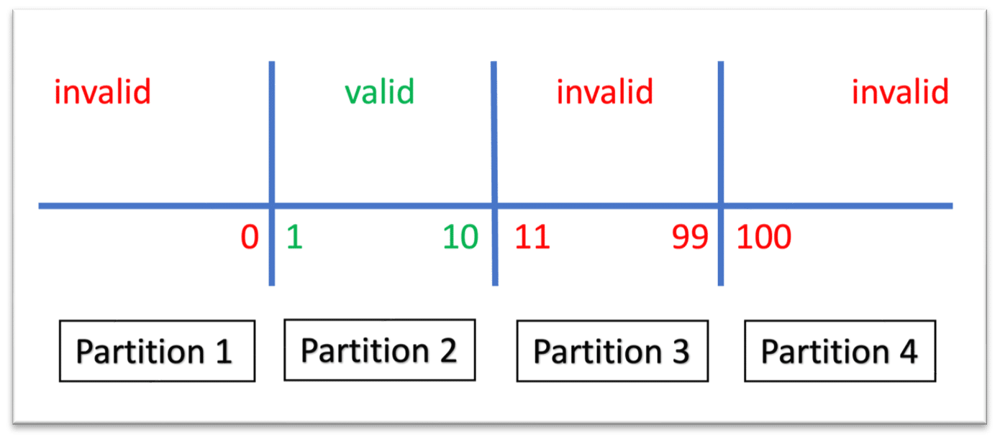 invalid valid invalid invalid
0 1 10 11 99 100
Partition 1 Partition 2 Partition 3 Partition 4